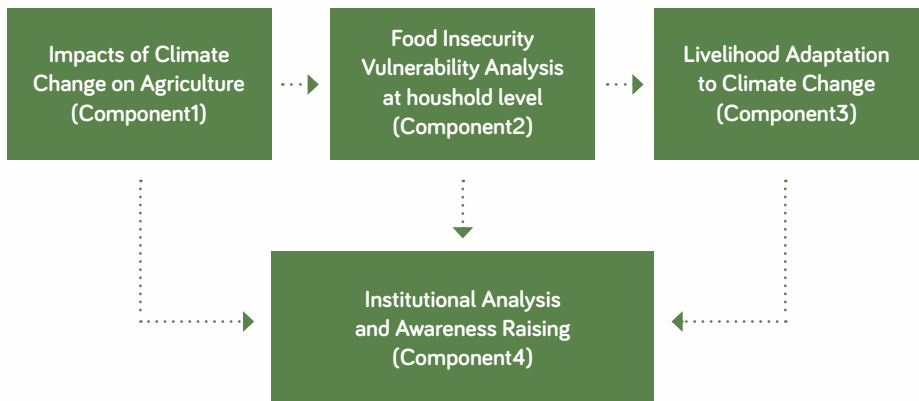 Impacts of Climate
Change on Agriculture
(Component1)
Food Insecurity
Vulnerability Analysis
at houshold level
(Component2)
Livelihood Adaptation
to Climate Change
(Component3)
Institutional Analysis
and Awareness Raising
(Component4)